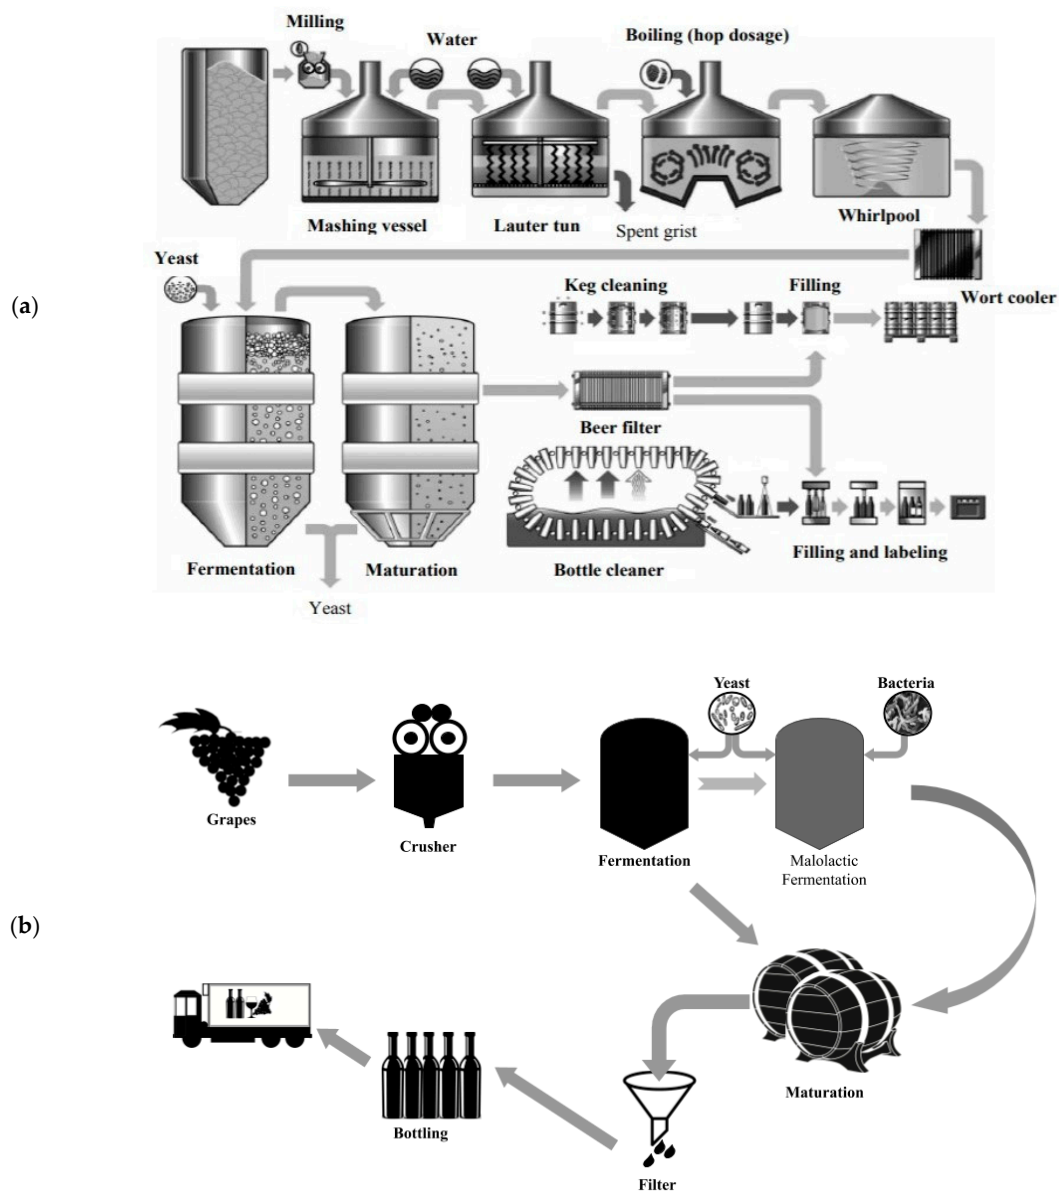 Milling
Water
Boiling (hop dosage)
Mashing vessel
Lauter tun
Spent grist
Whirlpool
(a)
Yeast
Keg cleaning
Filling
Wort cooler
Beer filter
Fermentation
Maturation
Bottle cleaner
Filling and labeling
Yeast
(b)
Yeast
Bacteria
Grapes
Crusher
Fermentation
Malolactic
Fermentation
Maturation
Bottling
Filter